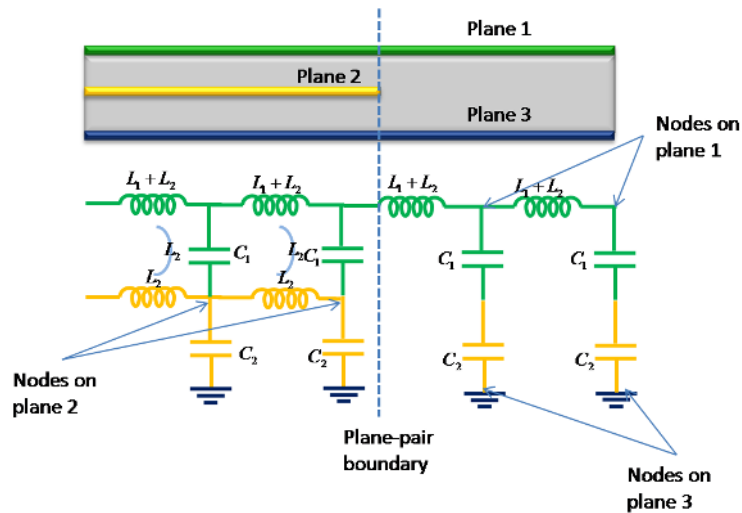 Plane 1
Plane 2
Plane 3
Nodes on
plane 1
L₁ + L₂
L₁ + L₂
L₁ + L₂
L₁ + L₂
L₂
C₁
L₂
C₁
C₁
C₁
L₂
L₂
C₂
C₂
C₂
C₂
Nodes on
plane 2
Plane-pair
boundary
Nodes on
plane 3